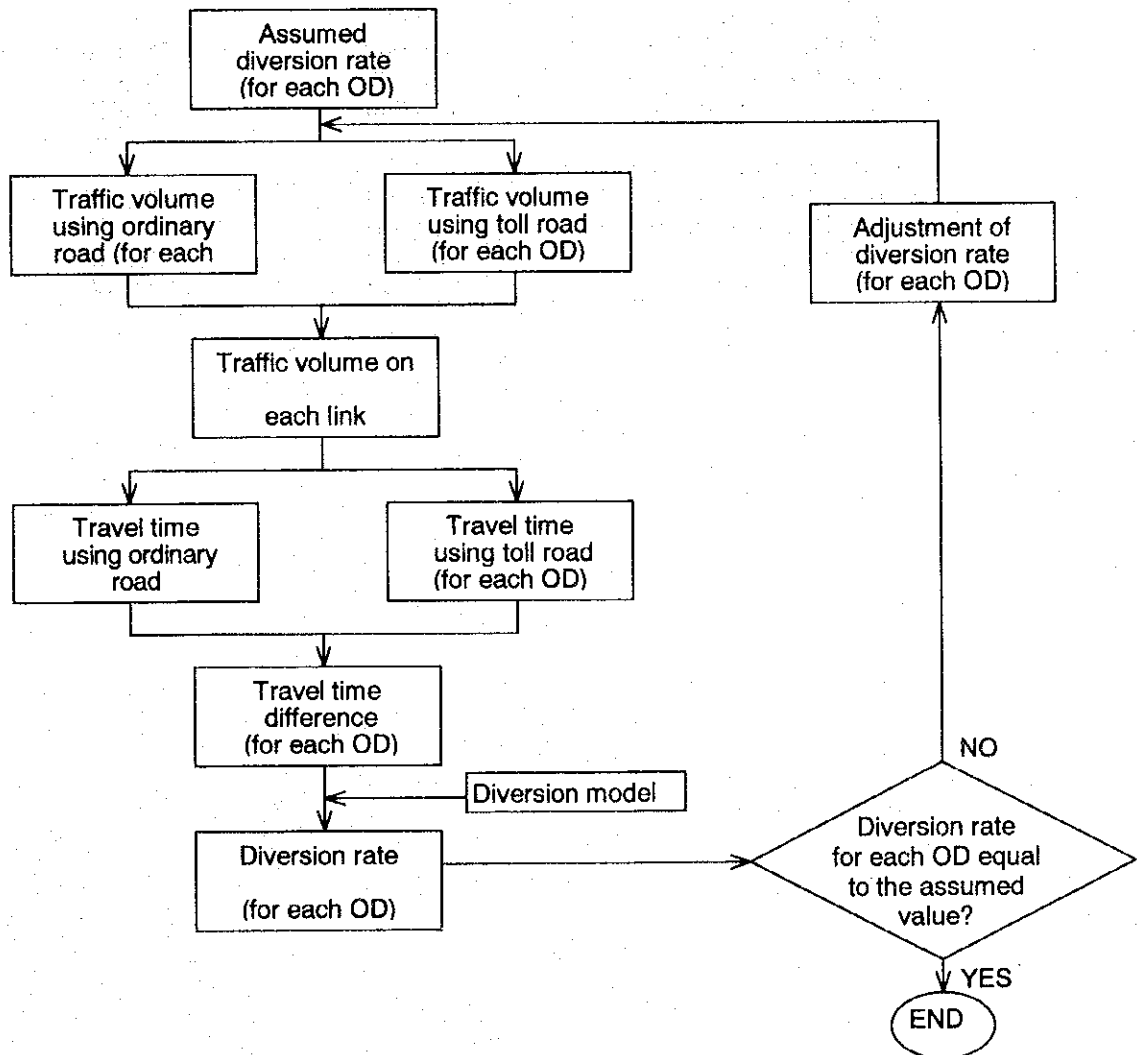 Assumed
diversion rate
(for each OD)
Traffic volume
using ordinary
road (for each
Traffic volume
using toll road
(for each OD)
Adjustment of
diversion rate
(for each OD)
Traffic volume on
each link
Travel time
using ordinary
road
Travel time
using toll road
(for each OD)
Travel time
difference
(for each OD)
Diversion model
Diversion rate
(for each OD)
NO
Diversion rate
for each OD equal
to the assumed
value?
YES
END